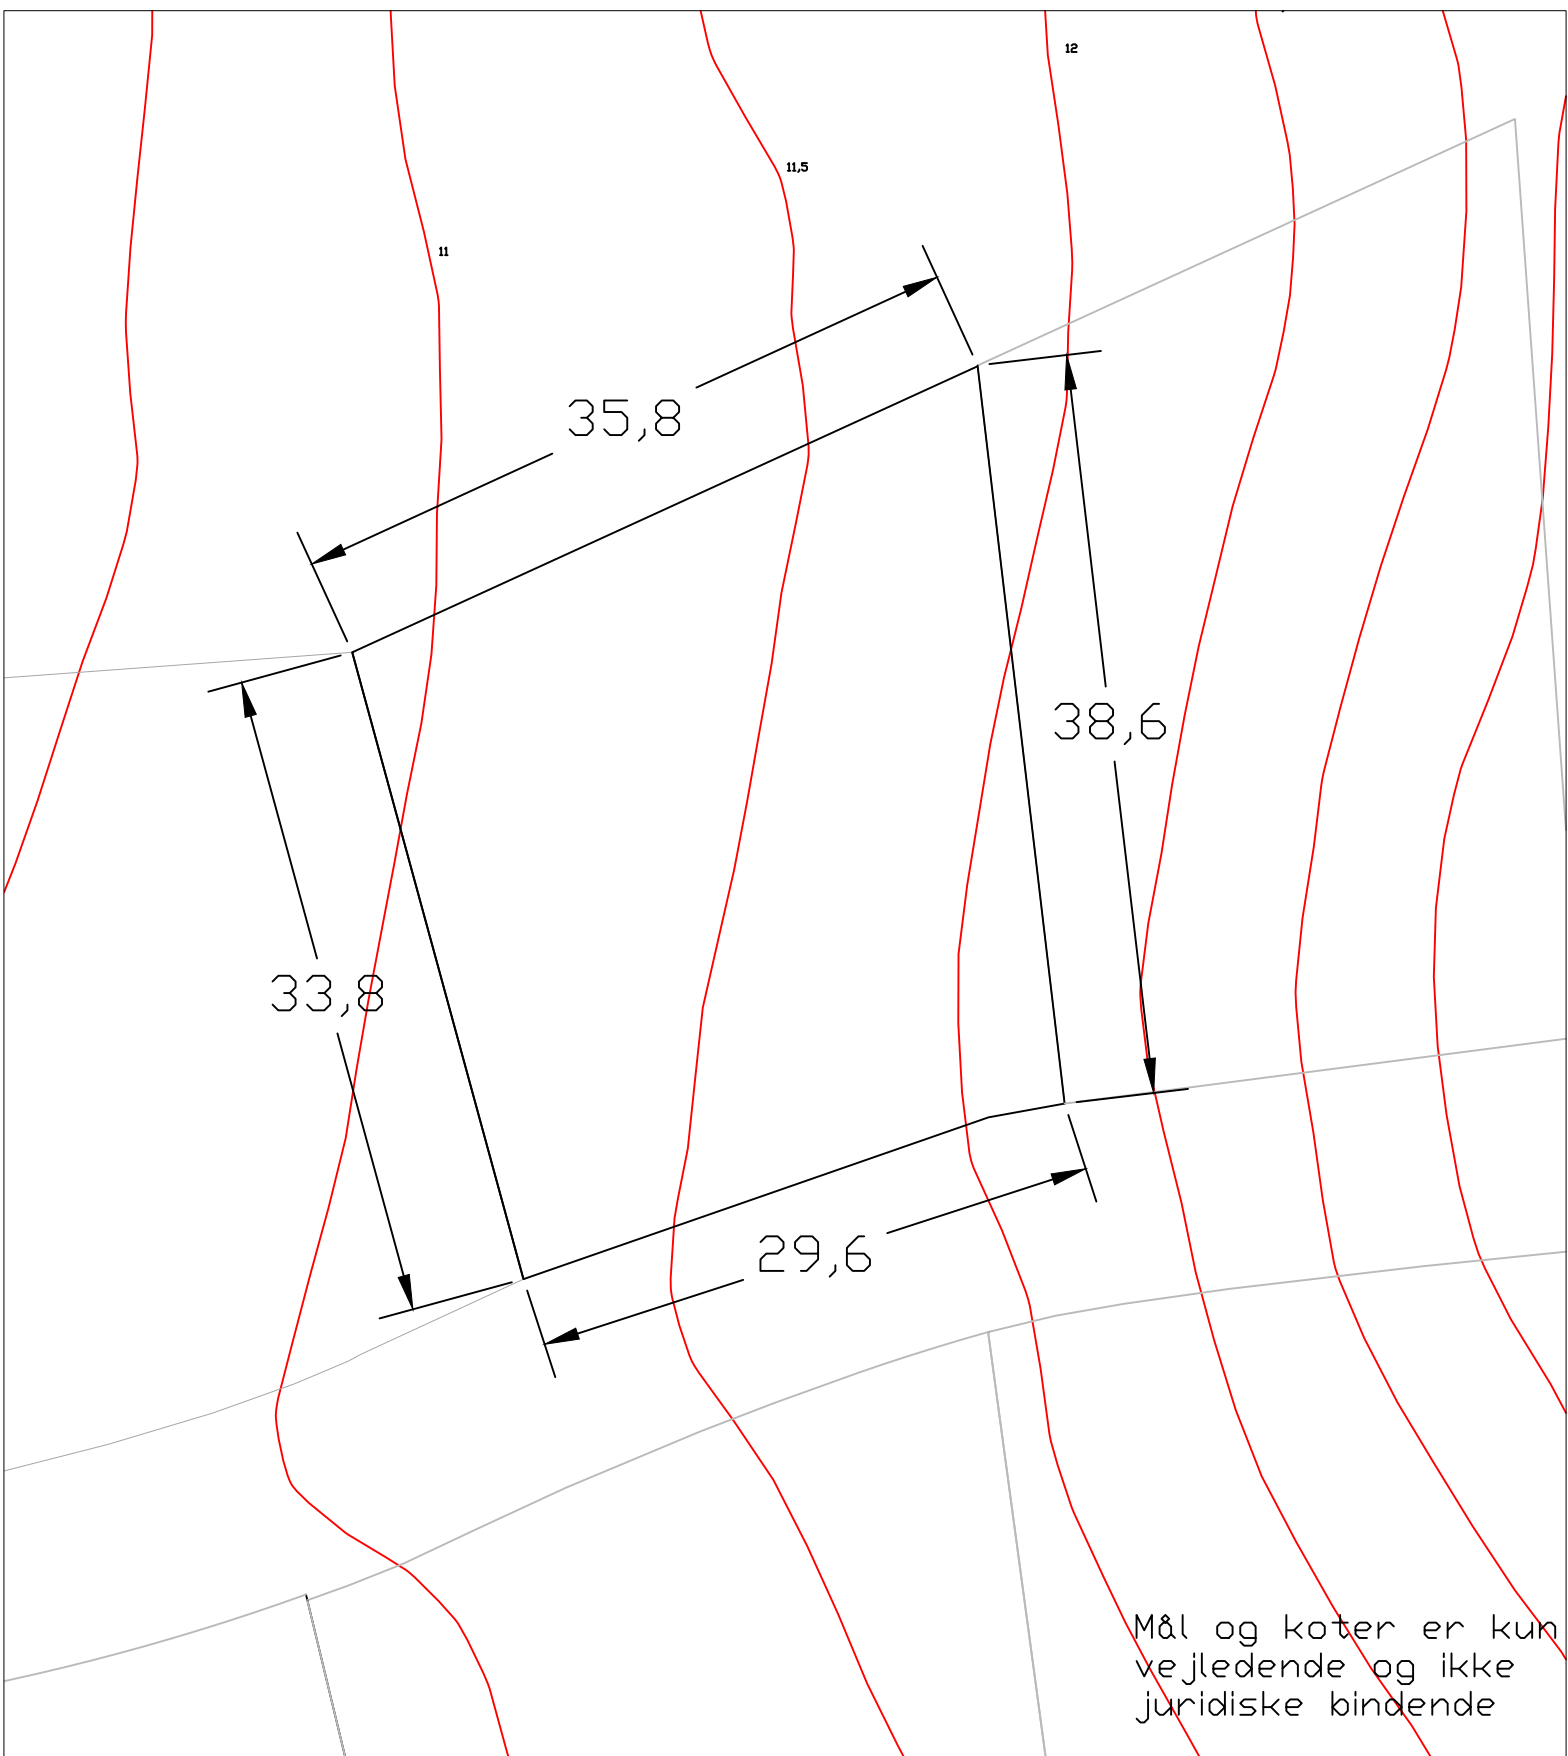 12
11,5
11
35,8
38,6
33,8
29,6
Mål og koter er kun
vejledende og ikke
juridiske bindende